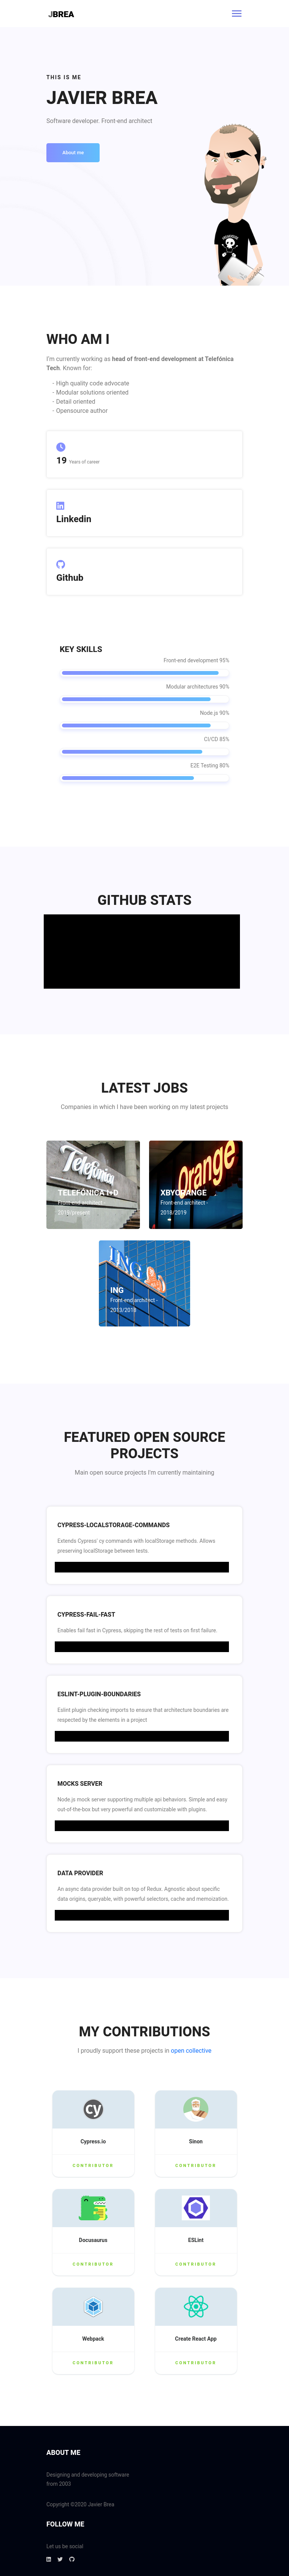 JBREA
THIS IS ME
JAVIER BREA
Software developer. Front-end architect
About me
WHO AM I
I'm currently working as head of front-end development at Telefónica
Tech. Known for:
- High quality code advocate
- Modular solutions oriented
- Detail oriented
- Opensource author
19 Years of career
Linkedin
Github
KEY SKILLS
Front-end development 95%
Modular architectures 90%
Node.js 90%
CI/CD 85%
E2E Testing 80%
GITHUB STATS
LATEST JOBS
Companies in which I have been working on my latest projects
Telefónica
TELEFÓNICA I+D
Front-end architect -
2019/present
Orange
XBYORANGE
Front-end architect -
2018/2019
ING
ING
Front-end architect -
2013/2018
FEATURED OPEN SOURCE
PROJECTS
Main open source projects I'm currently maintaining
CYPRESS-LOCALSTORAGE-COMMANDS
Extends Cypress' cy commands with localStorage methods. Allows
preserving localStorage between tests.
CYPRESS-FAIL-FAST
Enables fail fast in Cypress, skipping the rest of tests on first failure.
ESLINT-PLUGIN-BOUNDARIES
Eslint plugin checking imports to ensure that architecture boundaries are
respected by the elements in a project
MOCKS SERVER
Node.js mock server supporting multiple api behaviors. Simple and easy
out-of-the-box but very powerful and customizable with plugins.
DATA PROVIDER
An async data provider built on top of Redux. Agnostic about specific
data origins, queryable, with powerful selectors, cache and memoization.
MY CONTRIBUTIONS
I proudly support these projects in open collective
cy
Cypress.io
CONTRIBUTOR
Sinon
CONTRIBUTOR
Docusaurus
CONTRIBUTOR
ESLint
CONTRIBUTOR
Webpack
CONTRIBUTOR
Create React App
CONTRIBUTOR
ABOUT ME
Designing and developing software
from 2003
Copyright ©2020 Javier Brea
FOLLOW ME
Let us be social